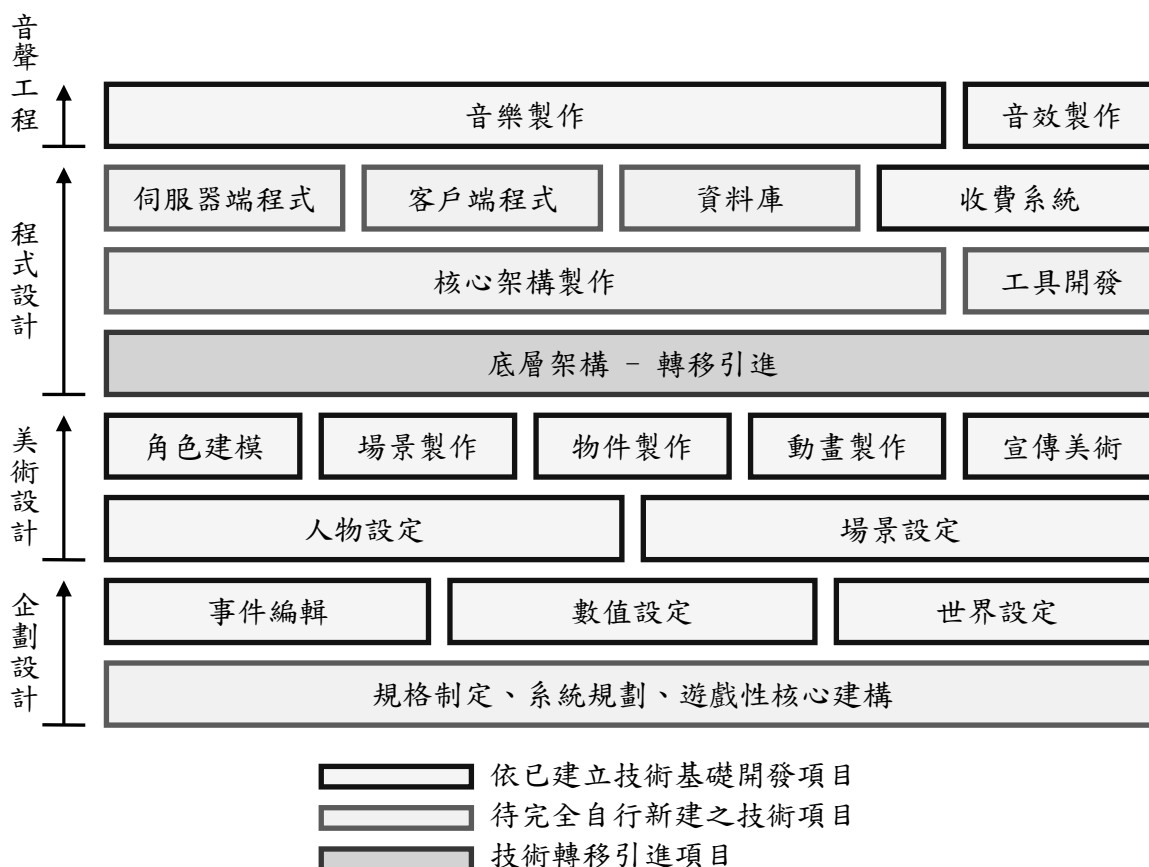 音聲工程
音樂製作
音效製作
程式設計
伺服器端程式
客戶端程式
資料庫
收費系統
核心架構製作
工具開發
底層架構 － 轉移引進
美術設計
角色建模
場景製作
物件製作
動畫製作
宣傳美術
人物設定
場景設定
企劃設計
事件編輯
數值設定
世界設定
規格制定、系統規劃、遊戲性核心建構
依已建立技術基礎開發項目
待完全自行新建之技術項目
技術轉移引進項目